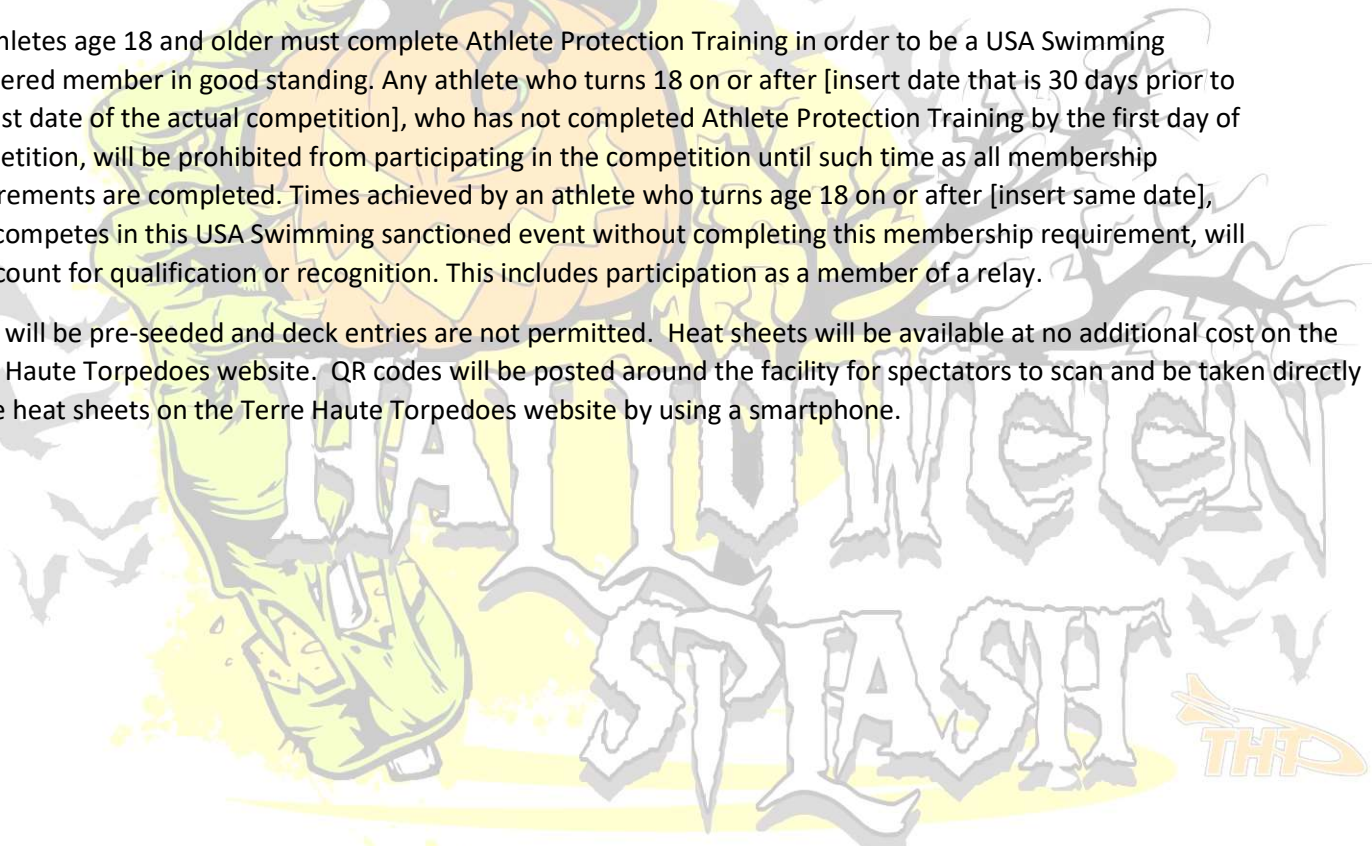 hletes age 18 and older must complete Athlete Protection Training in order to be a USA Swimming
ered member in good standing. Any athlete who turns 18 on or after [insert date that is 30 days prior to
st date of the actual competition], who has not completed Athlete Protection Training by the first day of
etition, will be prohibited from participating in the competition until such time as all membership
rements are completed. Times achieved by an athlete who turns age 18 on or after [insert same date],
competes in this USA Swimming sanctioned event without completing this membership requirement, will
count for qualification or recognition. This includes participation as a member of a relay.
will be pre-seeded and deck entries are not permitted. Heat sheets will be available at no additional cost on the
Haute Torpedoes website. QR codes will be posted around the facility for spectators to scan and be taken directly
e heat sheets on the Terre Haute Torpedoes website by using a smartphone.
HALLOWEEN
SPLASH
THT